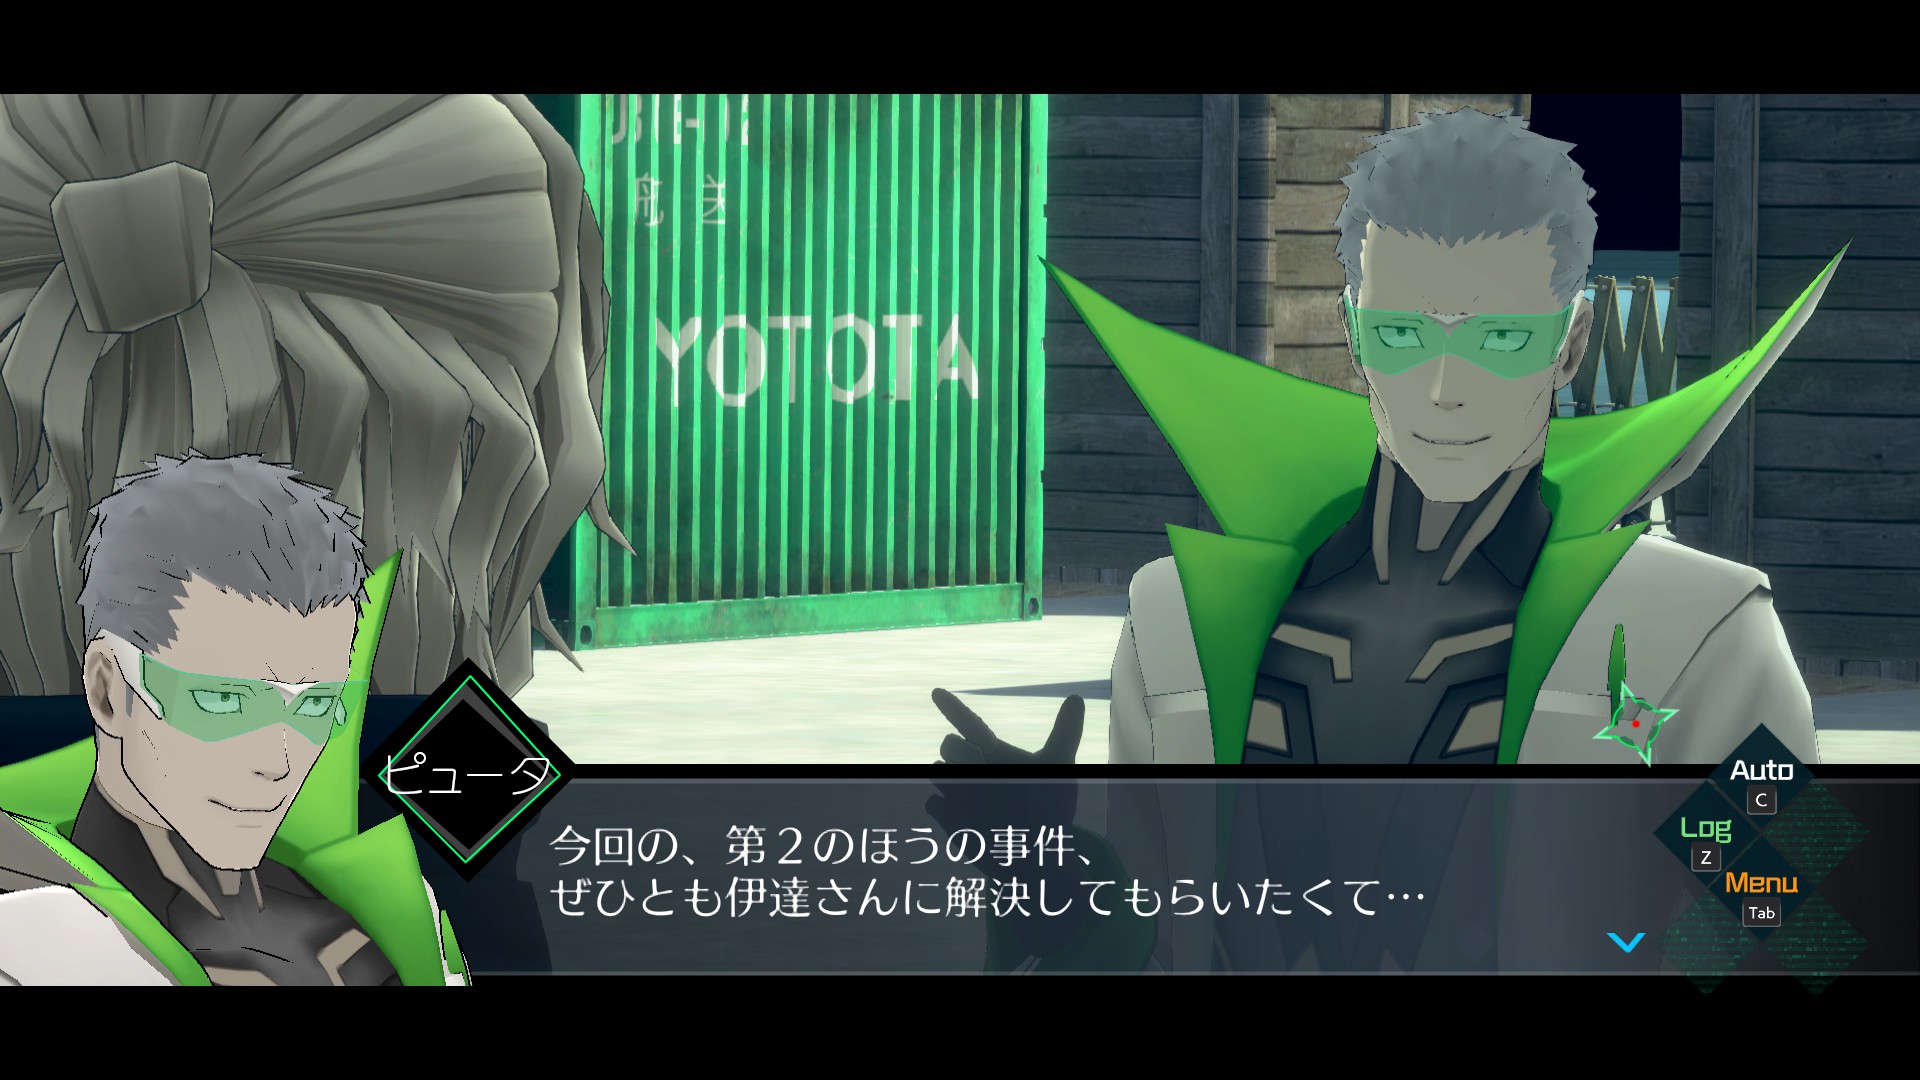 YOTOTA
ピュータ
今回の、第２のほうの事件、
ぜひとも伊達さんに解決してもらいたくて…
Auto
C
Log
Z
Menu
Tab